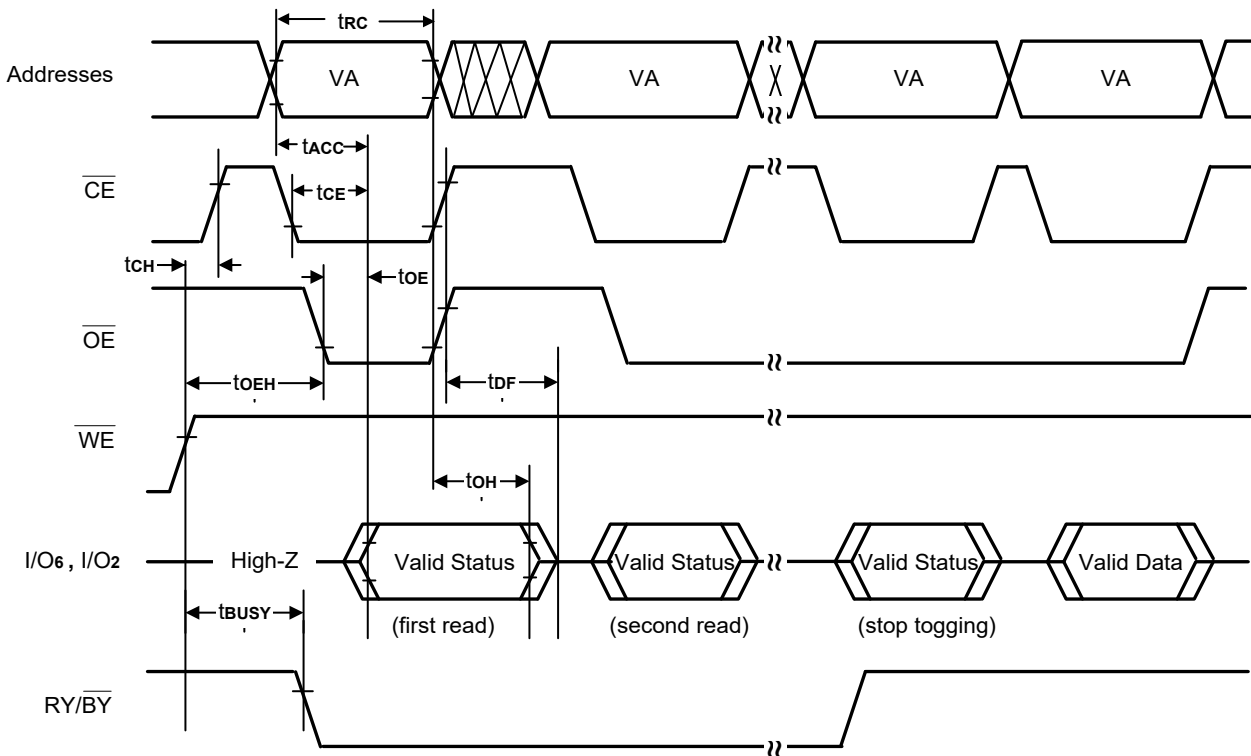 tRC
Addresses
VA
VA
VA
VA
tACC
CE
tCE
tCH
tOE
OE
tOEH
tDF
WE
tOH
I/O6 , I/O2
High-Z
Valid Status
Valid Status
Valid Status
Valid Data
tBUSY
(first read)
(second read)
(stop togging)
RY/BY